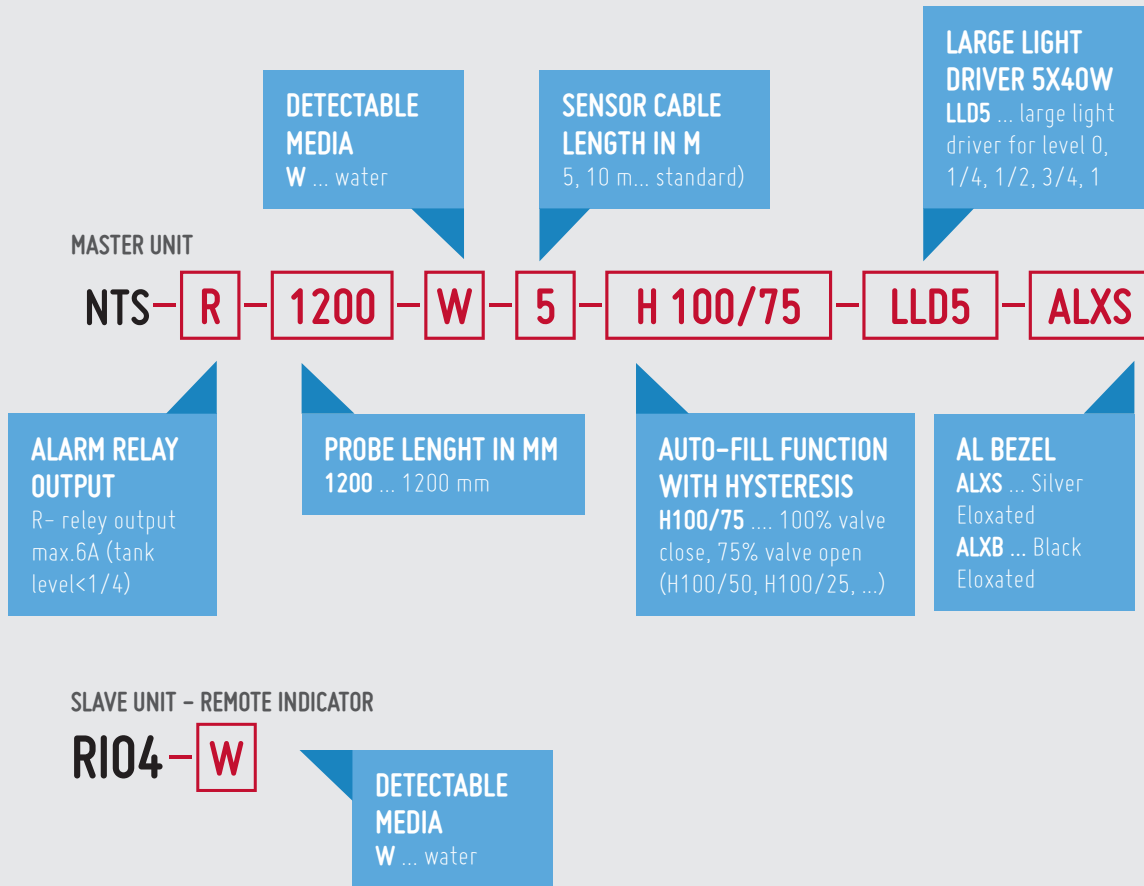 LARGE LIGHT
DRIVER 5X40W
LLD5 ... large light
driver for level 0,
1/4, 1/2, 3/4, 1
DETECTABLE
MEDIA
W ... water
SENSOR CABLE
LENGTH IN M
5, 10 m... standard)
MASTER UNIT
NTS-R-1200-W-5-H 100/75-LLD5-ALXS
ALARM RELAY
OUTPUT
R- reley output
max.6A (tank
level<1/4)
PROBE LENGHT IN MM
1200 ... 1200 mm
AUTO-FILL FUNCTION
WITH HYSTERESIS
H100/75 .... 100% valve
close, 75% valve open
(H100/50, H100/25, ...)
AL BEZEL
ALXS ... Silver
Eloxated
ALXB ... Black
Eloxated
SLAVE UNIT - REMOTE INDICATOR
RI04-W
DETECTABLE
MEDIA
W ... water